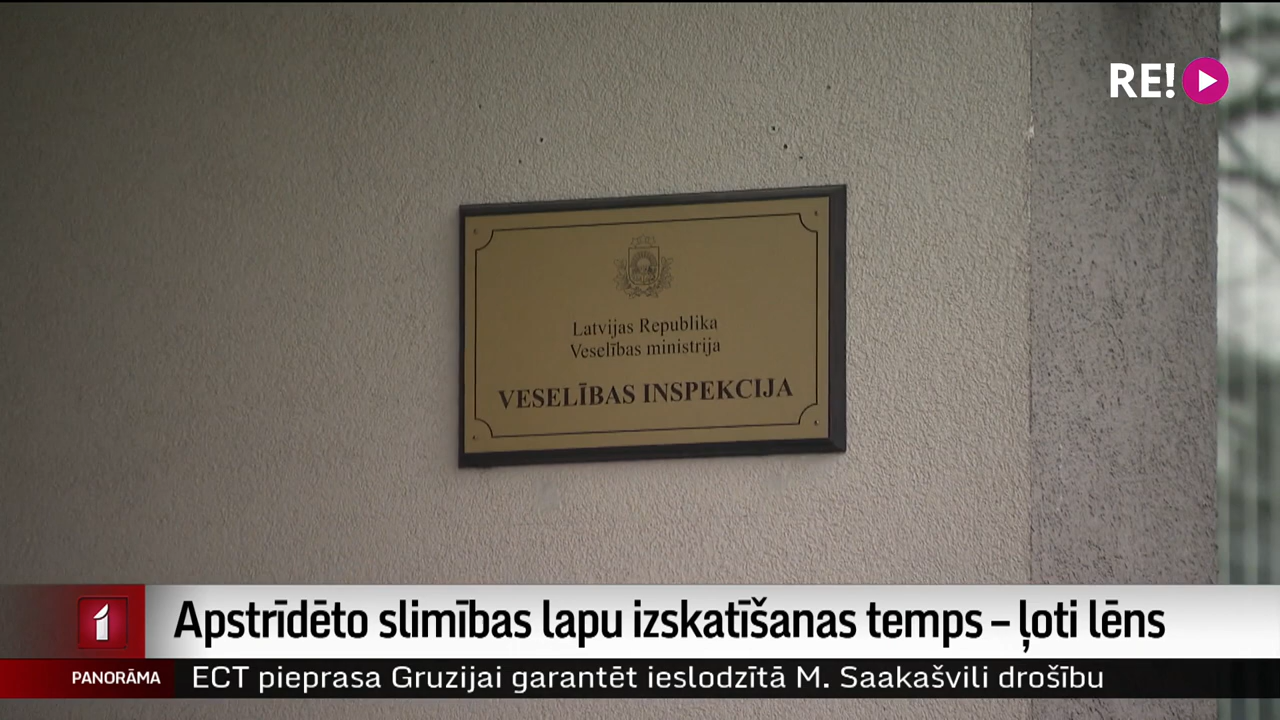 RE!
Latvijas Republika
Veselības ministrija
VESELĪBAS INSPEKCIJA
1 Apstrīdēto slimības lapu izskatīšanas temps – ļoti lēns
PANORĀMA ECT pieprasa Gruzijai garantēt ieslodzītā M. Saakašvili drošību